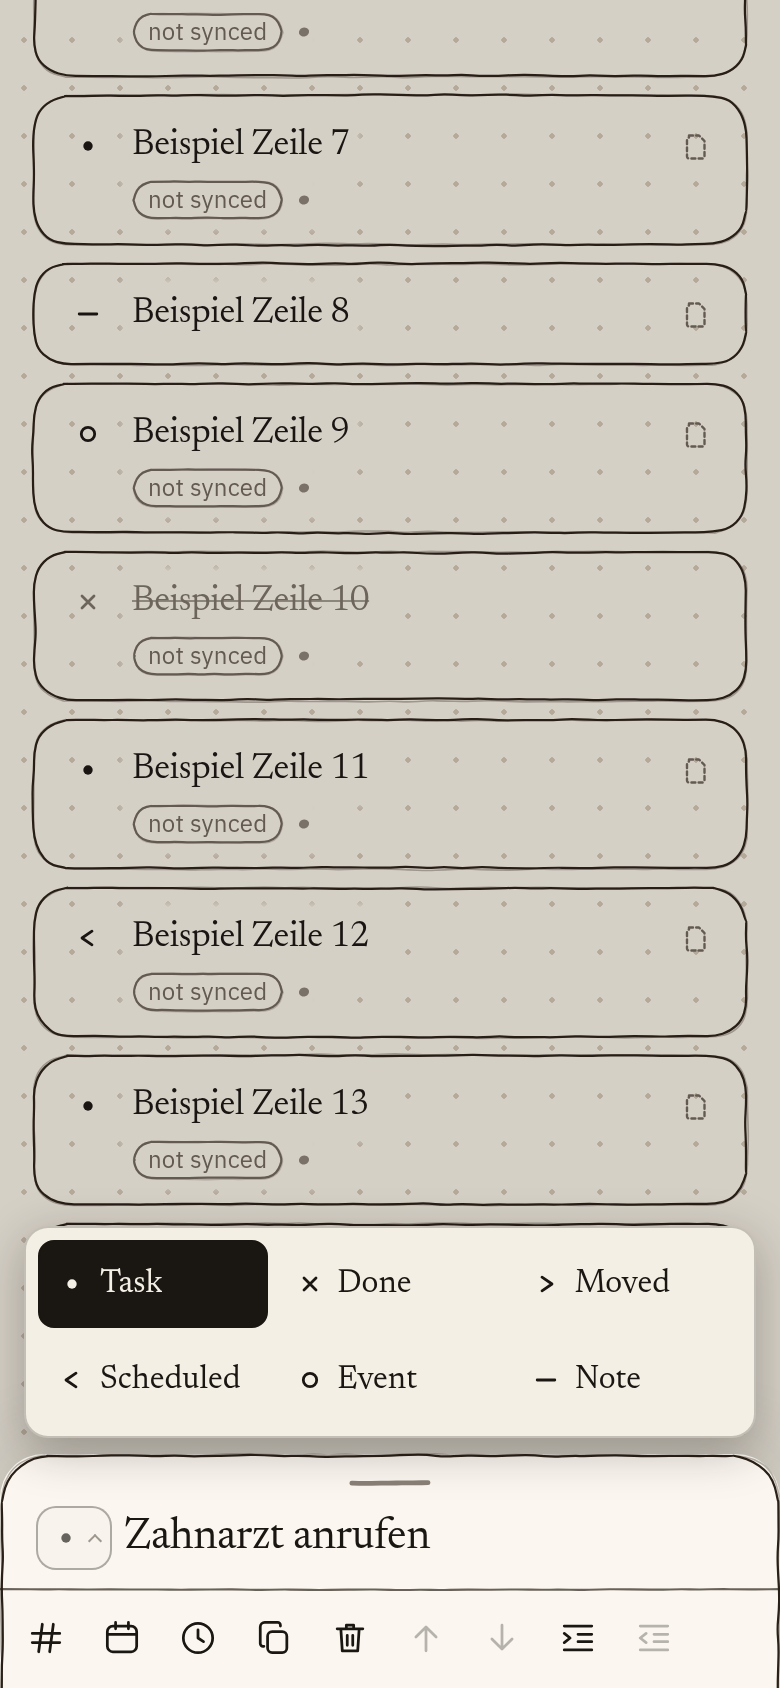 not synced
Beispiel Zeile 7
not synced
Beispiel Zeile 8
Beispiel Zeile 9
not synced
Beispiel Zeile 10
not synced
Beispiel Zeile 11
not synced
Beispiel Zeile 12
not synced
Beispiel Zeile 13
not synced
Task
Done
Moved
Scheduled
Event
Note
Zahnarzt anrufen